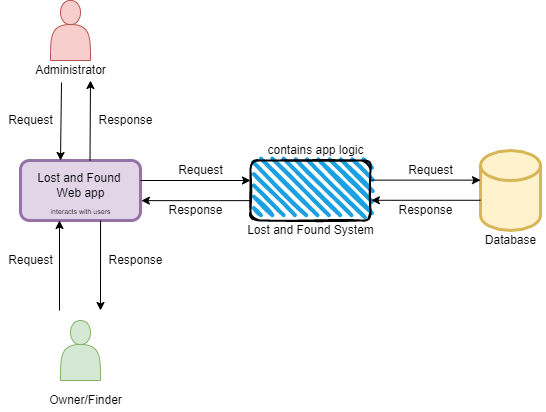 Administrator
Request
Response
Lost and Found
Web app
interacts with users
Request
Response
contains app logic
Lost and Found System
Request
Response
Database
Request
Response
Owner/Finder